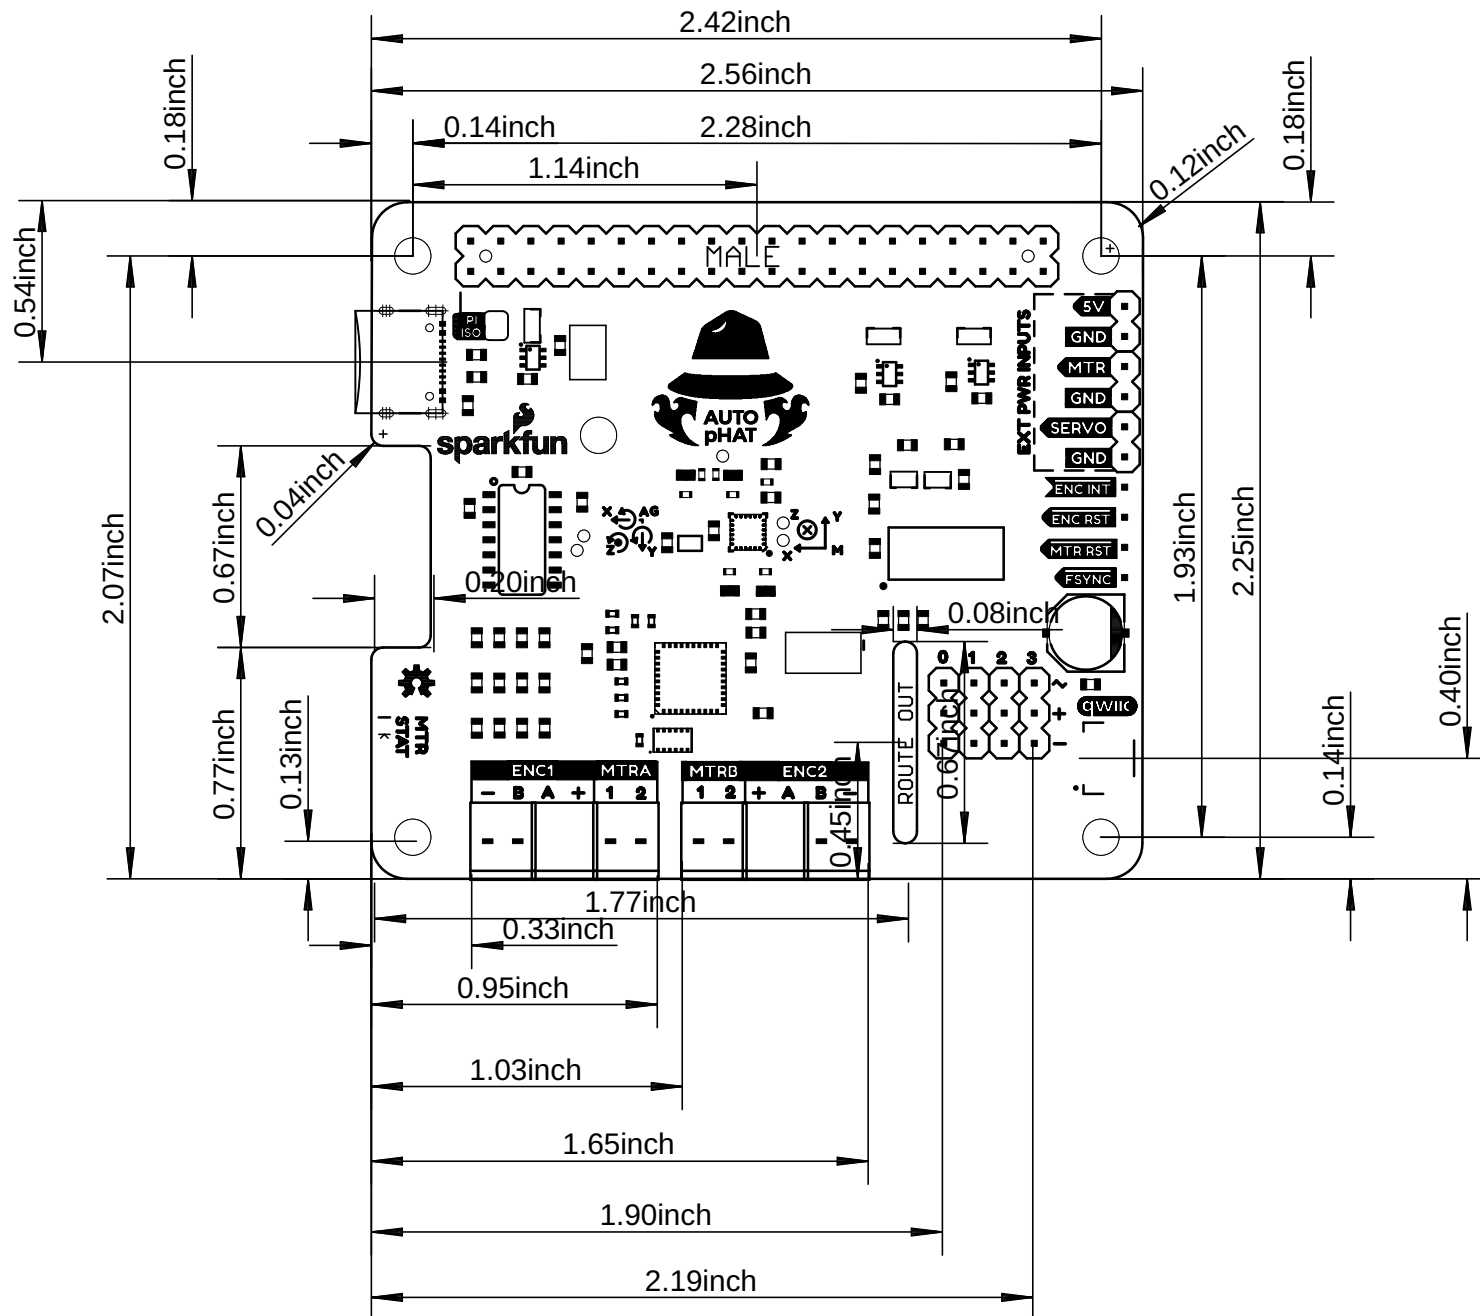 2.42inch
2.56inch
0.14inch
2.28inch
1.14inch
0.18inch
0.18inch
0.12inch
0.54inch
MALE
PI
ISO
5V
GND
MTR
GND
SERVO
GND
EXT PWR INPUTS
ENC INT
ENC RST
MTR RST
FSYNC
AUTO
pHAT
sparkfun
X AG
Z Y
Z Y
X M
0.04inch
0.67inch
2.07inch
0.20inch
0.08inch
1.93inch
2.25inch
0 1 2 3
~
+
-
qwiic
ROUTE OUT
0.67inch
0.45inch
0.40inch
0.14inch
0.77inch
0.13inch
MTR
STAT
ENC1 MTRA
- B A + 1 2
MTRB ENC2
1 2 + A B -
1.77inch
0.33inch
0.95inch
1.03inch
1.65inch
1.90inch
2.19inch